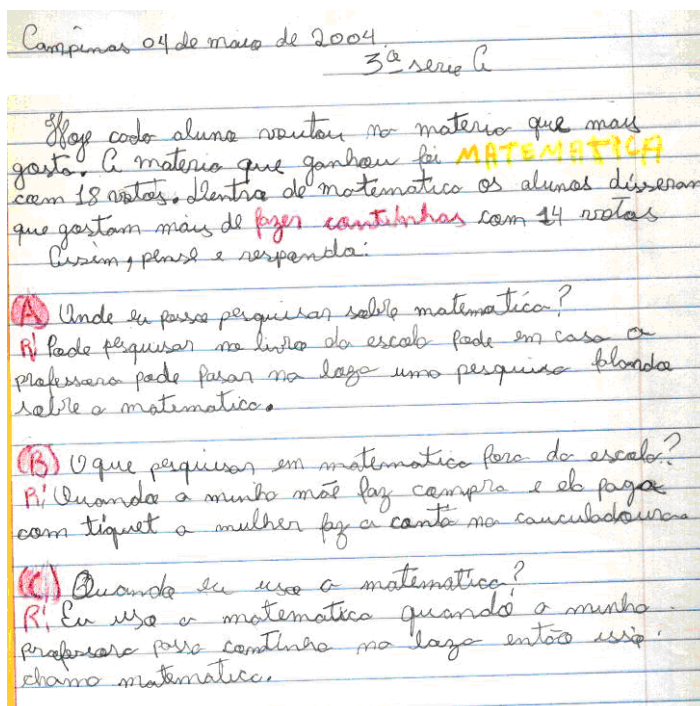 Campinas 04 de maio de 2004.
3ª serie A
Hoje cada aluno voutou na materia que mais
gosta. A materia que ganhou foi MATEMATICA
com 18 votos. Dentro de matematica os alunos disseram
que gostam mais de fazer continhas com 14 votos
Assim, pense e responda:
A Onde eu posso pesquisar sobre matematica?
R: Pode pesquisar no livro da escola pode em casa a
professora pode pasar na loza uma pesquisa falando
sobre a matematica.
B O que pesquisar em matematica fora da escola?
R: Quando a minha mãe faz compra e ela paga
com tiquet a mulher faz a conta na cauculadoura
C Quando eu uso a matematica?
R: Eu uso a matematica quando a minha
professora passa continha na loza então isso
chama matematica.